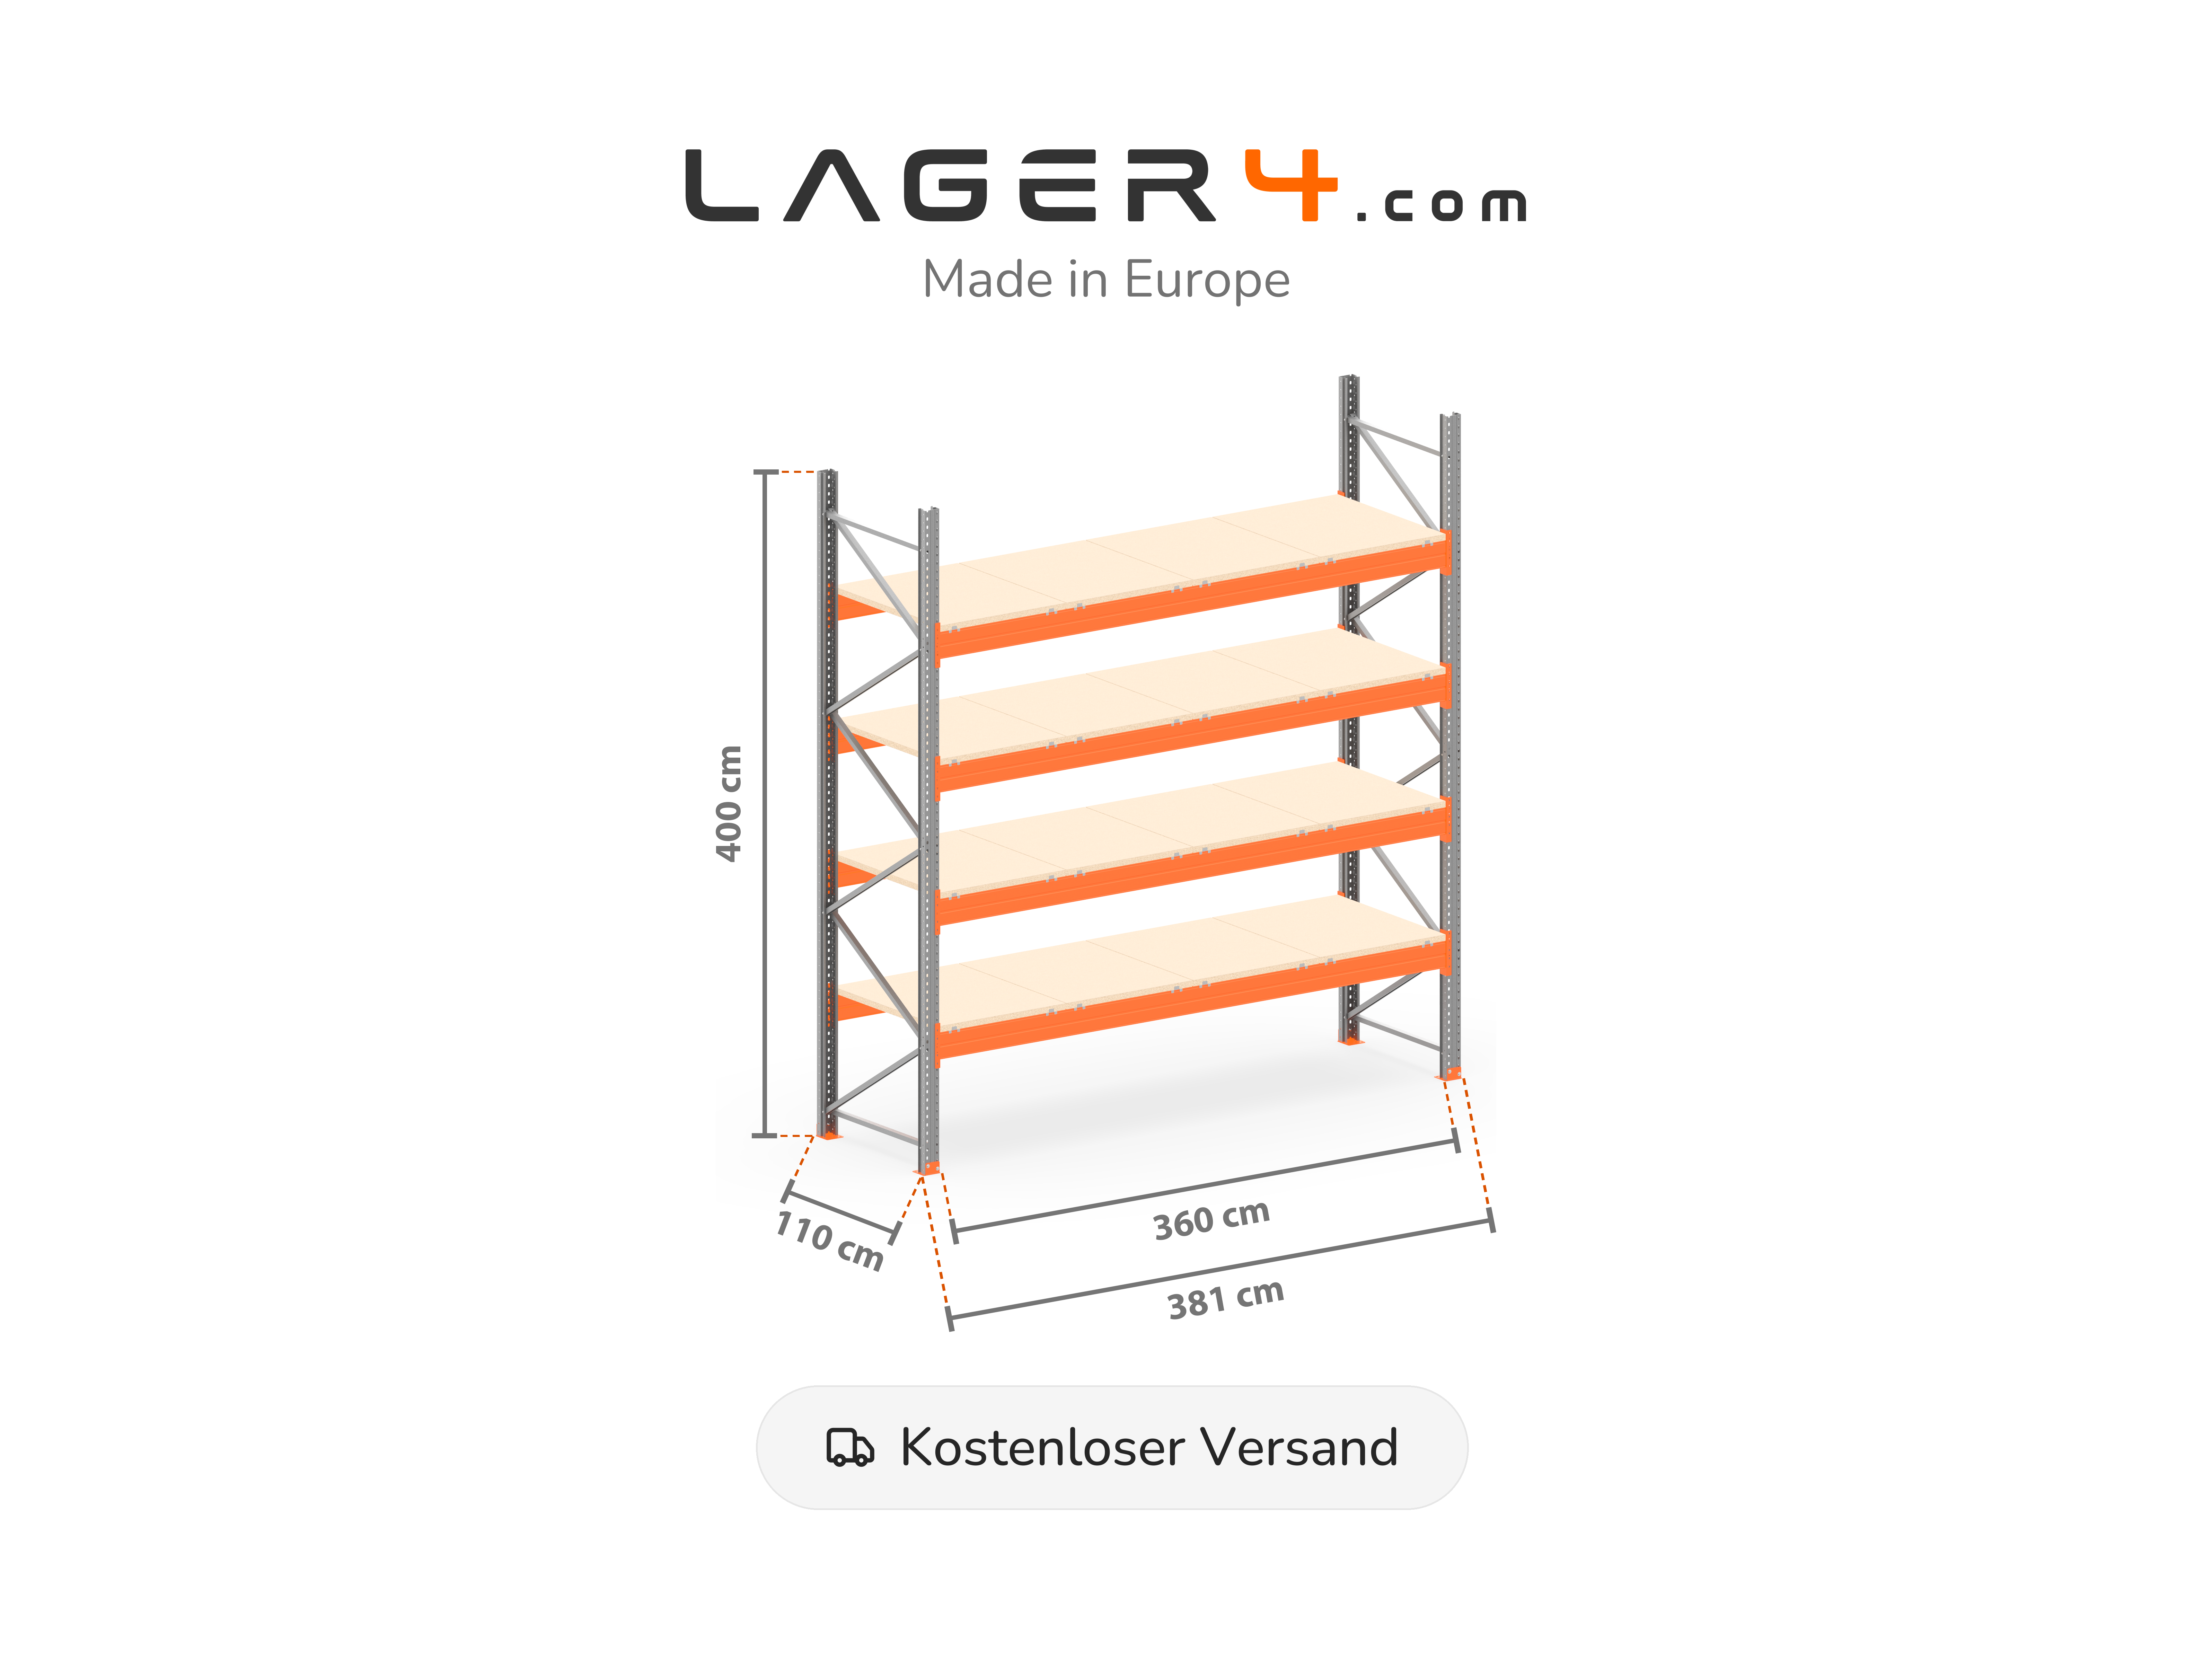 LAGER4.com
Made in Europe
400 cm
110 cm
360 cm
381 cm
Kostenloser Versand